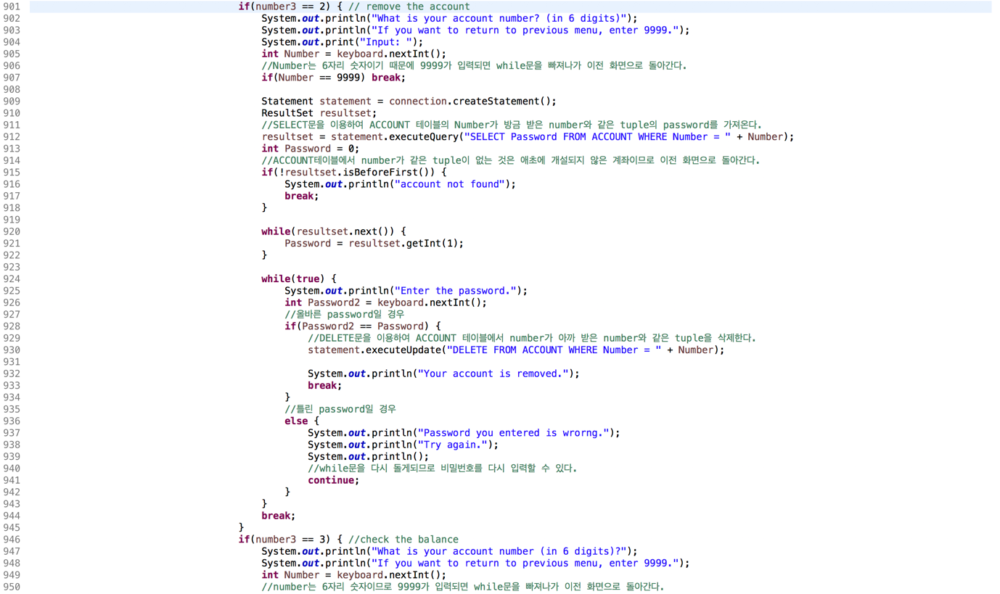 901 if(number3 == 2) { // remove the account
902 System.out.println("What is your account number? (in 6 digits)");
903 System.out.println("If you want to return to previous menu, enter 9999.");
904 System.out.print("Input: ");
905 int Number = keyboard.nextInt();
906 //Number는 6자리 숫자이기 때문에 9999가 입력되면 while문을 빠져나가 이전 화면으로 돌아간다.
907 if(Number == 9999) break;
908
909 Statement statement = connection.createStatement();
910 ResultSet resultset;
911 //SELECT문을 이용하여 ACCOUNT 테이블의 Number가 방금 받은 number와 같은 tuple의 password를 가져온다.
912 resultset = statement.executeQuery("SELECT Password FROM ACCOUNT WHERE Number = " + Number);
913 int Password = 0;
914 //ACCOUNT테이블에서 number가 같은 tuple이 없는 것은 애초에 개설되지 않은 계좌이므로 이전 화면으로 돌아간다.
915 if(!resultset.isBeforeFirst()) {
916 System.out.println("account not found");
917 break;
918 }
919
920 while(resultset.next()) {
921 Password = resultset.getInt(1);
922 }
923
924 while(true) {
925 System.out.println("Enter the password.");
926 int Password2 = keyboard.nextInt();
927 //올바른 password일 경우
928 if(Password2 == Password) {
929 //DELETE문을 이용하여 ACCOUNT 테이블에서 number가 아까 받은 number와 같은 tuple을 삭제한다.
930 statement.executeUpdate("DELETE FROM ACCOUNT WHERE Number = " + Number);
931
932 System.out.println("Your account is removed.");
933 break;
934 }
935 //틀린 password일 경우
936 else {
937 System.out.println("Password you entered is wrorng.");
938 System.out.println("Try again.");
939 System.out.println();
940 //while문을 다시 돌게되므로 비밀번호를 다시 입력할 수 있다.
941 continue;
942 }
943 }
944 break;
945 }
946 if(number3 == 3) { //check the balance
947 System.out.println("What is your account number (in 6 digits)?");
948 System.out.println("If you want to return to previous menu, enter 9999.");
949 int Number = keyboard.nextInt();
950 //number는 6자리 숫자이므로 9999가 입력되면 while문을 빠져나가 이전 화면으로 돌아간다.